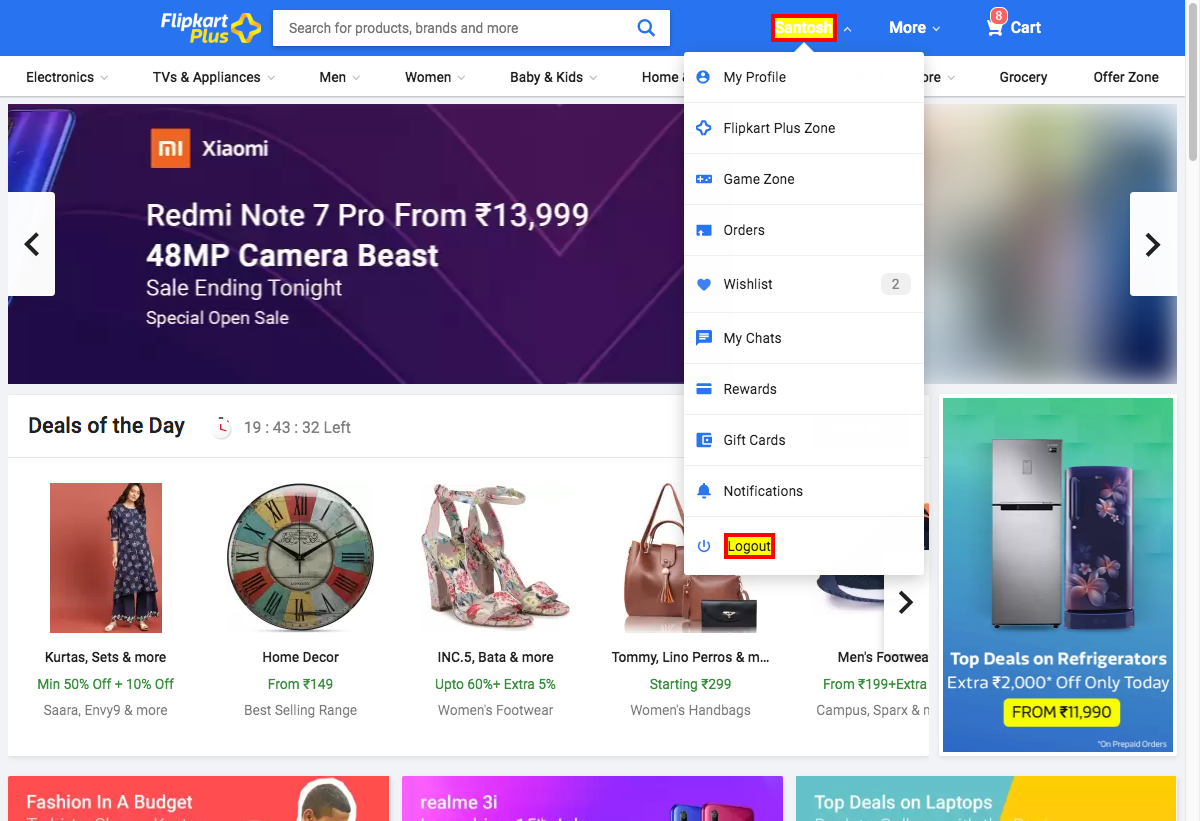 Flipkart
Plus
Search for products, brands and more
Santosh
More
8
Cart
Electronics
TVs & Appliances
Men
Women
Baby & Kids
Home
Grocery
Offer Zone
My Profile
Flipkart Plus Zone
Game Zone
Orders
Wishlist 2
My Chats
Rewards
Gift Cards
Notifications
Logout
mi Xiaomi
Redmi Note 7 Pro From ₹13,999
48MP Camera Beast
Sale Ending Tonight
Special Open Sale
Deals of the Day
19 : 43 : 32 Left
Kurtas, Sets & more
Min 50% Off + 10% Off
Saara, Envy9 & more
Home Decor
From ₹149
Best Selling Range
INC.5, Bata & more
Upto 60%+ Extra 5%
Women's Footwear
Tommy, Lino Perros & m...
Starting ₹299
Women's Handbags
Men's Footwea
From ₹199+Extra
Campus, Sparx &
Top Deals on Refrigerators
Extra ₹2,000* Off Only Today
FROM ₹11,990
*On Prepaid Orders
Fashion In A Budget
realme 3i
Top Deals on Laptops